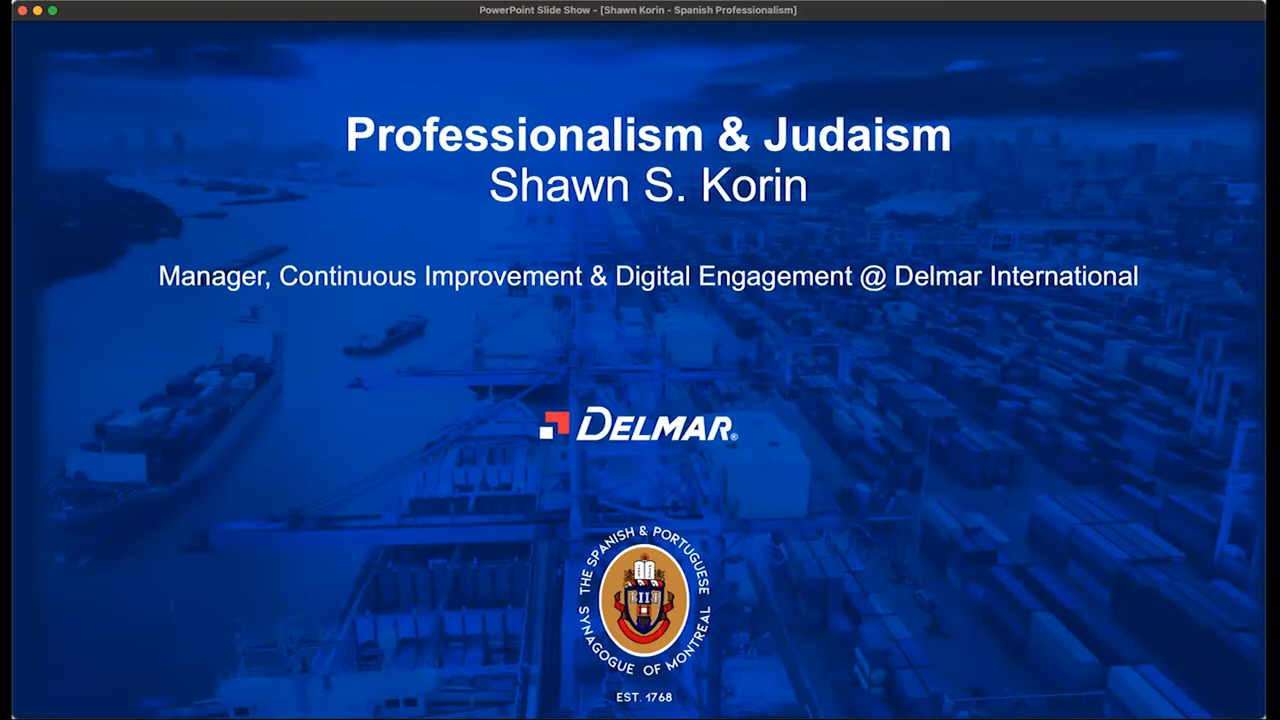 PowerPoint Slide Show - [Shawn Korin - Spanish Professionalism]
Professionalism & Judaism
Shawn S. Korin
Manager, Continuous Improvement & Digital Engagement @ Delmar International
DELMAR®
THE SPANISH & PORTUGUESE
SYNAGOGUE OF MONTREAL
EST. 1768